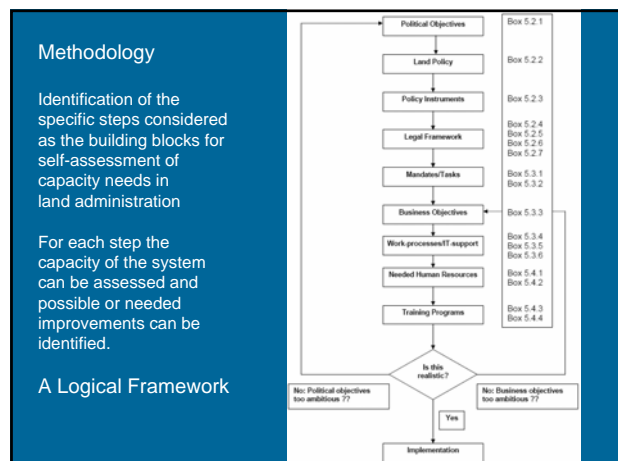 Methodology
Identification of the
specific steps considered
as the building blocks for
self-assessment of
capacity needs in
land administration
For each step the
capacity of the system
can be assessed and
possible or needed
improvements can be
identified.
A Logical Framework
Political Objectives
Box 5.2.1
Land Policy
Box 5.2.2
Policy Instruments
Box 5.2.3
Legal Framework
Box 5.2.4
Box 5.2.5
Box 5.2.6
Box 5.2.7
Mandates/Tasks
Box 5.3.1
Box 5.3.2
Business Objectives
Box 5.3.3
Work-processes/IT-support
Box 5.3.4
Box 5.3.5
Box 5.3.6
Needed Human Resources
Box 5.4.1
Box 5.4.2
Training Programs
Box 5.4.3
Box 5.4.4
Is this
realistic?
No: Political objectives
too ambitious ??
No: Business objectives
too ambitious ??
Yes
Implementation